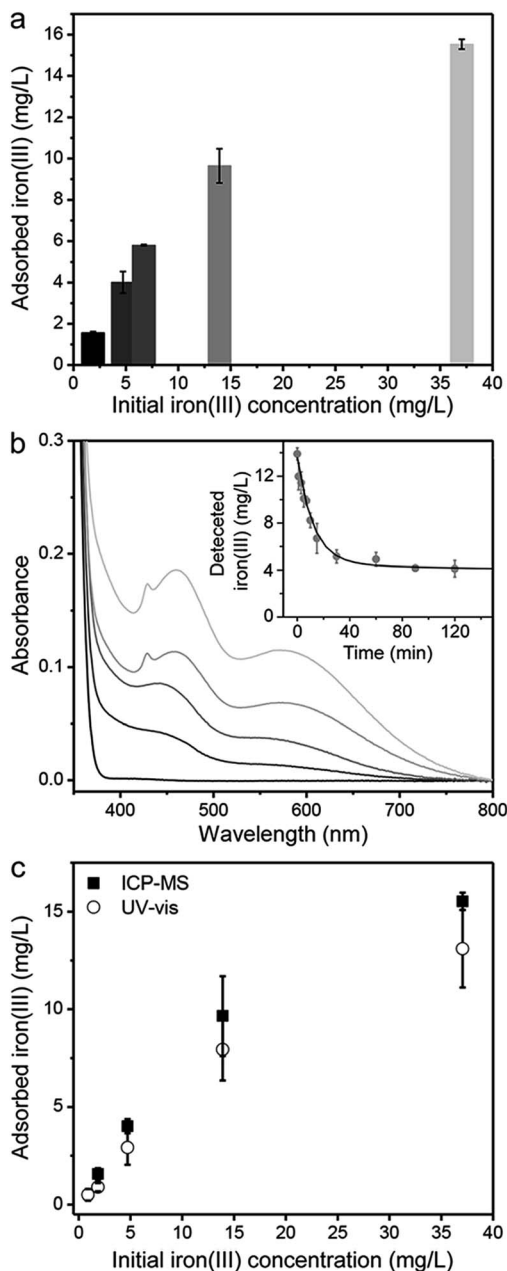 a
16
14
12
10
8
6
4
2
0
Adsorbed iron(III) (mg/L)
0 5 10 15 20 25 30 35 40
Initial iron(III) concentration (mg/L)
b
0.3
0.2
0.1
0.0
Absorbance
400 500 600 700 800
Wavelength (nm)
12
8
4
0
Deteceted
iron(III) (mg/L)
0 40 80 120
Time (min)
c
ICP-MS
UV-vis
15
10
5
0
Adsorbed iron(III) (mg/L)
0 5 10 15 20 25 30 35 40
Initial iron(III) concentration (mg/L)